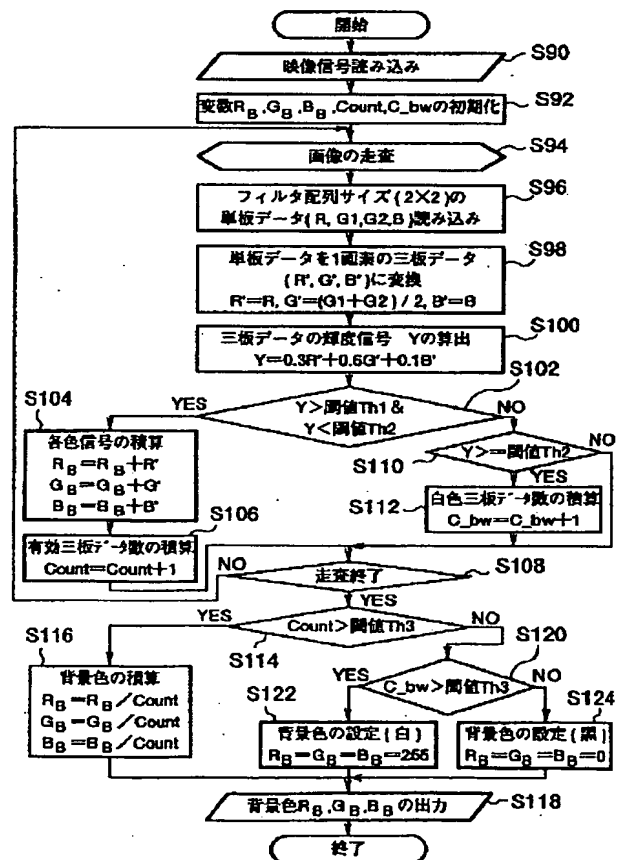 開始
映像信号読み込み
S90
変数RB,GB,BB,Count,C_bwの初期化
S92
画像の走査
S94
フィルタ配列サイズ(2×2)の
単板データ(R, G1,G2,B)読み込み
S96
単板データを1画素の三板データ
(R', G', B')に変換
R'=R, G'=(G1+G2)/2, B'=B
S98
三板データの輝度信号 Yの算出
Y=0.3R'+0.6G'+0.1B'
S100
Y>閾値Th1 &
Y<閾値Th2
S102
YES
NO
S104
各色信号の積算
RB=RB+R'
GB=GB+G'
BB=BB+B'
S106
有効三板データ数の積算
Count=Count+1
Y>=閾値Th2
S110
NO
YES
S112
白色三板データ数の積算
C_bw=C_bw+1
走査終了
S108
NO
YES
Count>閾値Th3
S114
YES
NO
S116
背景色の積算
RB=RB/Count
GB=GB/Count
BB=BB/Count
C_bw>閾値Th3
S120
YES
NO
S122
背景色の設定(白)
RB=GB=BB=255
S124
背景色の設定(黒)
RB=GB=BB=0
背景色RB,GB,BBの出力
S118
終了